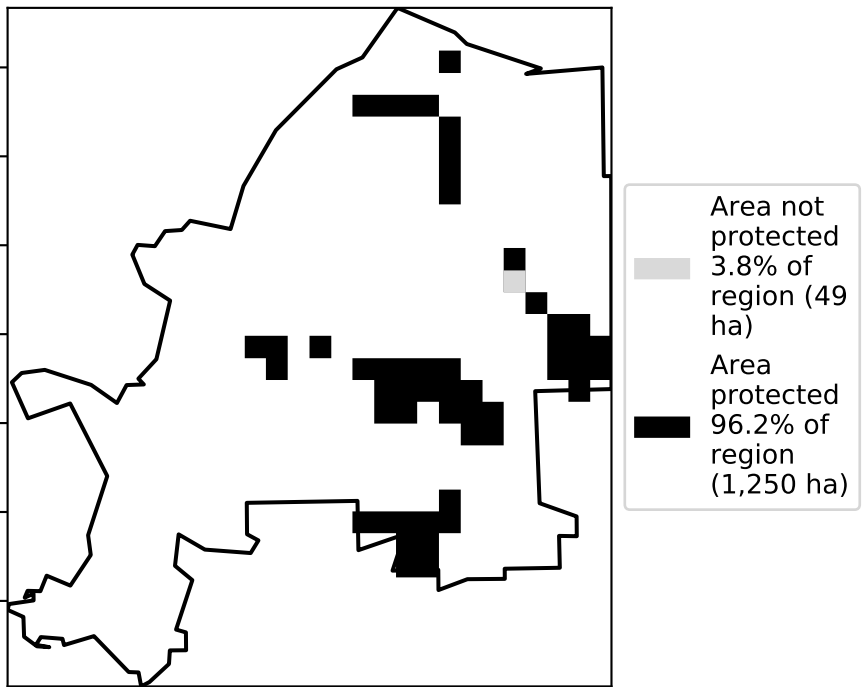 Area not
protected
3.8% of
region (49
ha)
Area
protected
96.2% of
region
(1,250 ha)